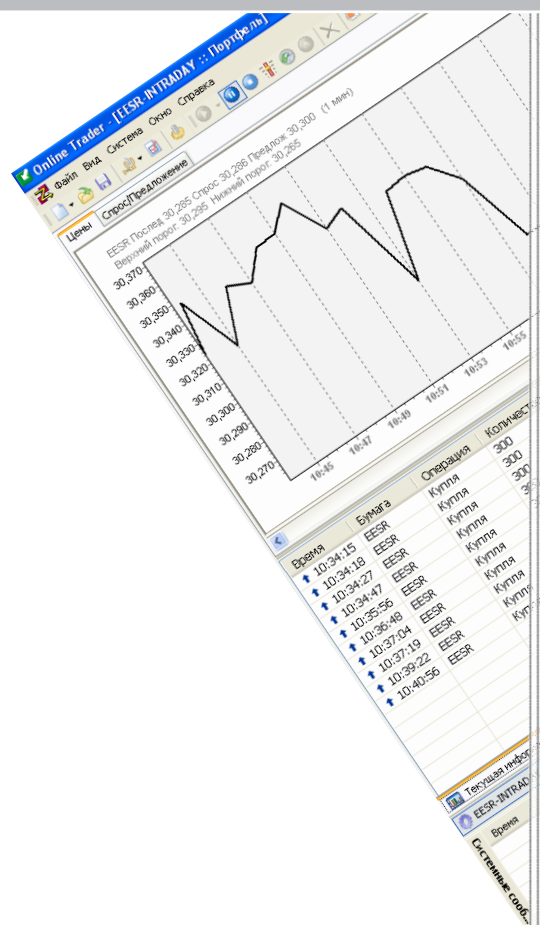 Online Trader - [EESR-INTRADAY :: Портфель]
Файл Вид Система Окно Справка
Цены Спрос/Предложение
EESR Послед 30,285 Спрос 30,286 Предлож 30,300 (1 мин)
Верхний порог: 30,295 Нижний порог: 30,265
30,370
30,360
30,350
30,340
30,330
30,320
30,310
30,300
30,290
30,280
30,270
10:45 10:47 10:49 10:51 10:53 10:55
Время Бумага Операция Количест
10:34:15 EESR Купля 300
10:34:18 EESR Купля 300
10:34:27 EESR Купля 300
10:34:47 EESR Купля
10:35:56 EESR Купля
10:36:48 EESR Купля
10:37:04 EESR Купля
10:37:19 EESR Купля
10:39:22 EESR
10:40:56 EESR
Текущая инфор
EESR-INTRAD
Время
Системные сооб...